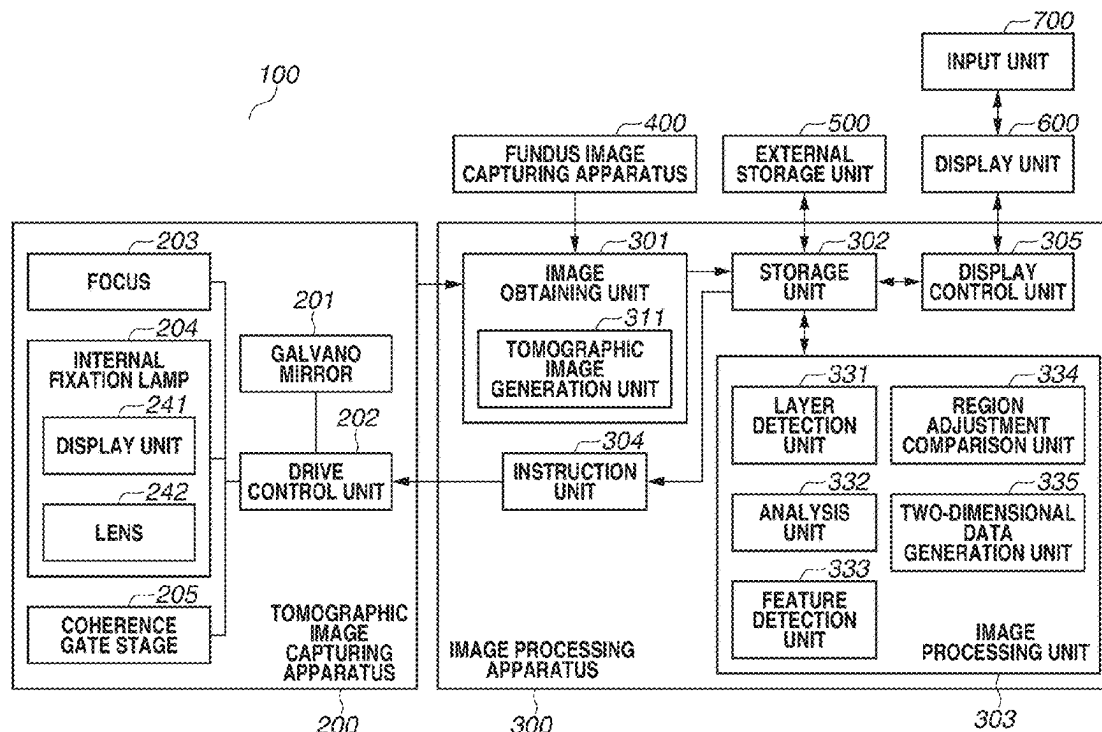 100
700
INPUT UNIT
400
FUNDUS IMAGE
CAPTURING APPARATUS
500
EXTERNAL
STORAGE UNIT
600
DISPLAY UNIT
203
FOCUS
204
INTERNAL
FIXATION LAMP
241
DISPLAY UNIT
242
LENS
205
COHERENCE
GATE STAGE
201
GALVANO
MIRROR
202
DRIVE
CONTROL UNIT
TOMOGRAPHIC
IMAGE
CAPTURING
APPARATUS
200
301
IMAGE
OBTAINING UNIT
311
TOMOGRAPHIC
IMAGE
GENERATION UNIT
304
INSTRUCTION
UNIT
302
STORAGE
UNIT
305
DISPLAY
CONTROL UNIT
331
LAYER
DETECTION
UNIT
334
REGION
ADJUSTMENT
COMPARISON UNIT
332
ANALYSIS
UNIT
335
TWO-DIMENSIONAL
DATA
GENERATION UNIT
333
FEATURE
DETECTION
UNIT
IMAGE
PROCESSING UNIT
303
IMAGE PROCESSING
APPARATUS
300